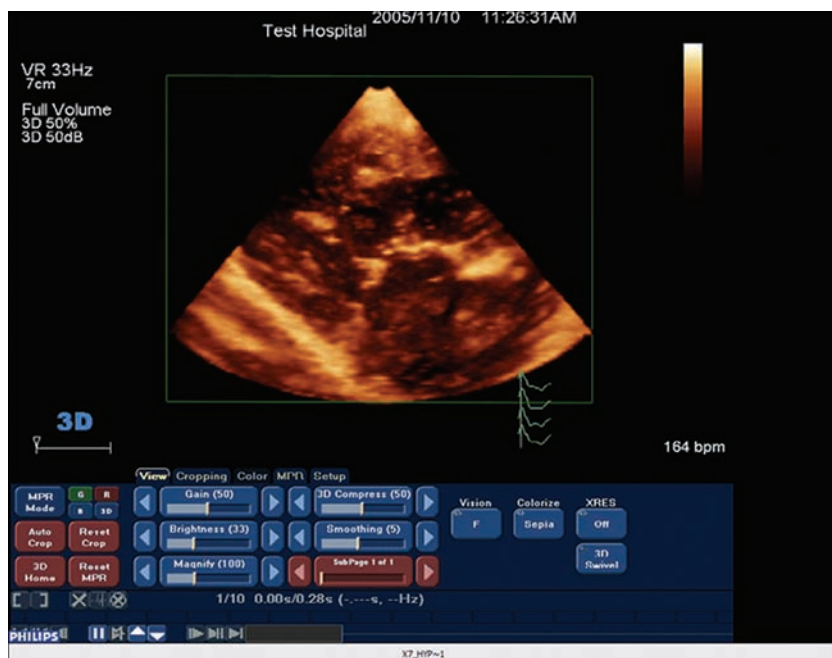 2005/11/10 11:26:31AM
Test Hospital
VR 33Hz
7cm
Full Volume
3D 50%
3D 50dB
3D
164 bpm
View Cropping Color MPR Setup
MPR Mode
G R
B 3D
Gain (50)
3D Compress (50)
Vision
F
Colorize
Sepia
XRES
Off
Auto Crop
Reset Crop
Brightness (33)
Smoothing (5)
3D Swivel
3D Home
Reset MPR
Magnify (100)
SubPage 1 of 1
1/10 0.00s/0.28s (-.---s, --Hz)
PHILIPS
X7_HYP~1